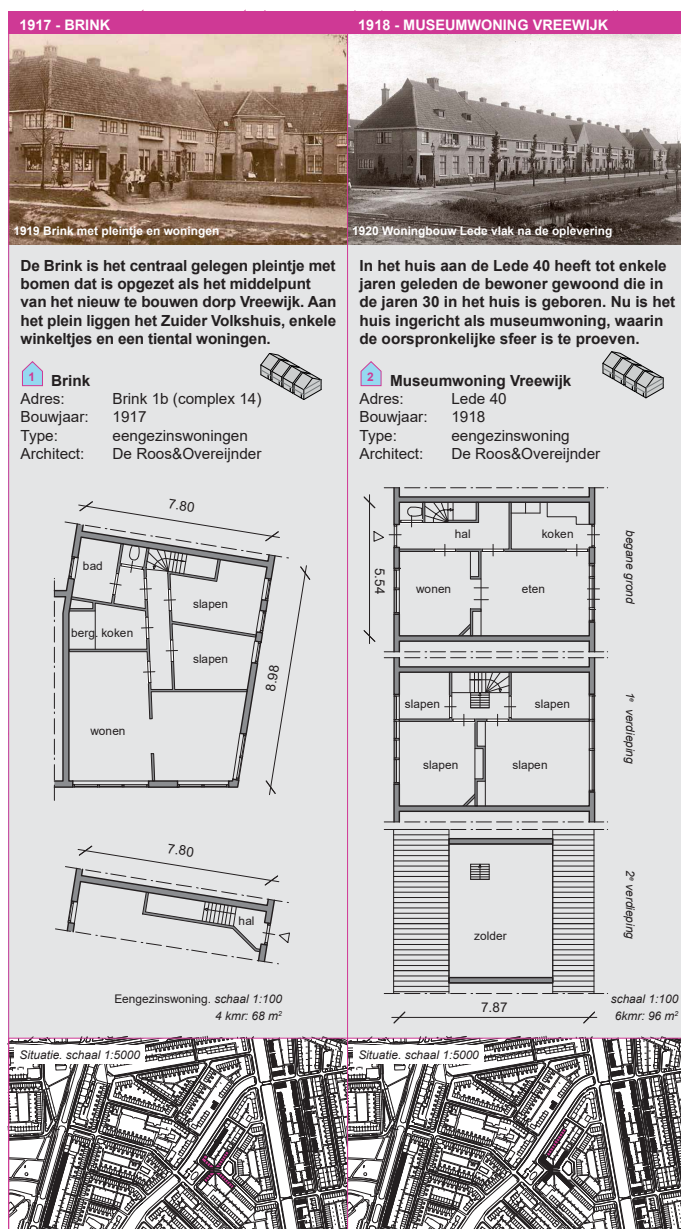 1917 - BRINK
1919 Brink met pleintje en woningen
De Brink is het centraal gelegen pleintje met
bomen dat is opgezet als het middelpunt
van het nieuw te bouwen dorp Vreewijk. Aan
het plein liggen het Zuider Volkshuis, enkele
winkeltjes en een tiental woningen.
1 Brink
Adres: Brink 1b (complex 14)
Bouwjaar: 1917
Type: eengezinswoningen
Architect: De Roos&Overeijnder
7.80
bad
slapen
berg. koken
slapen
8.98
wonen
7.80
hal
Eengezinswoning. schaal 1:100
4 kmr: 68 m²
Situatie. schaal 1:5000
1918 - MUSEUMWONING VREEWIJK
1920 Woningbouw Lede vlak na de oplevering
In het huis aan de Lede 40 heeft tot enkele
jaren geleden de bewoner gewoond die in
de jaren 30 in het huis is geboren. Nu is het
huis ingericht als museumwoning, waarin
de oorspronkelijke sfeer is te proeven.
2 Museumwoning Vreewijk
Adres: Lede 40
Bouwjaar: 1918
Type: eengezinswoning
Architect: De Roos&Overeijnder
hal koken
5.54
wonen eten
begane grond
slapen slapen
slapen slapen
1e verdieping
zolder
2e verdieping
7.87
schaal 1:100
6kmr: 96 m²
Situatie. schaal 1:5000